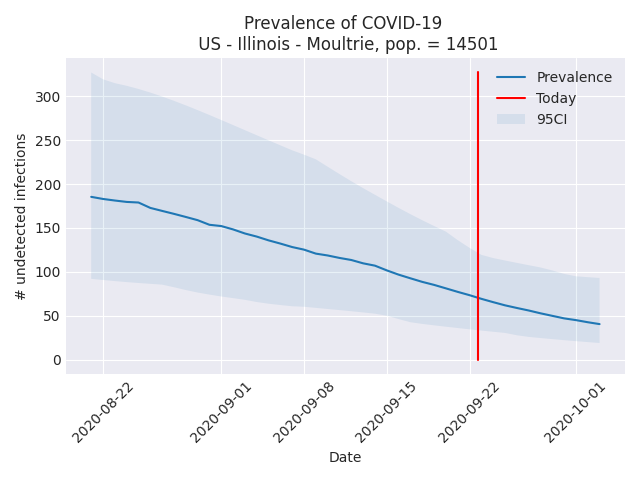 Prevalence of COVID-19
US - Illinois - Moultrie, pop. = 14501
Prevalence
Today
95CI
# undetected infections
300
250
200
150
100
50
0
2020-08-22
2020-09-01
2020-09-08
2020-09-15
2020-09-22
2020-10-01
Date